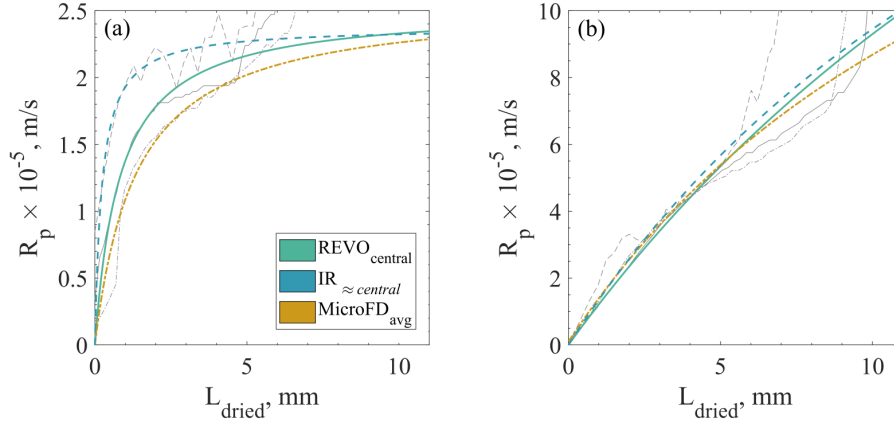 (a)
2.5
2
1.5
1
0.5
0
R_p × 10^-5, m/s
0
5
10
L_dried, mm
REVO_central
IR_≈central
MicroFD_avg
(b)
10
8
6
4
2
0
R_p × 10^-5, m/s
0
5
10
L_dried, mm